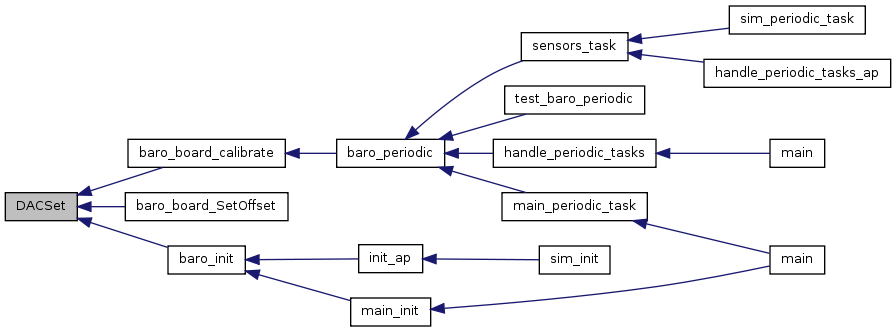 sim_periodic_task
sensors_task
handle_periodic_tasks_ap
test_baro_periodic
baro_board_calibrate
baro_periodic
handle_periodic_tasks
main
DACSet
baro_board_SetOffset
main_periodic_task
baro_init
init_ap
sim_init
main
main_init